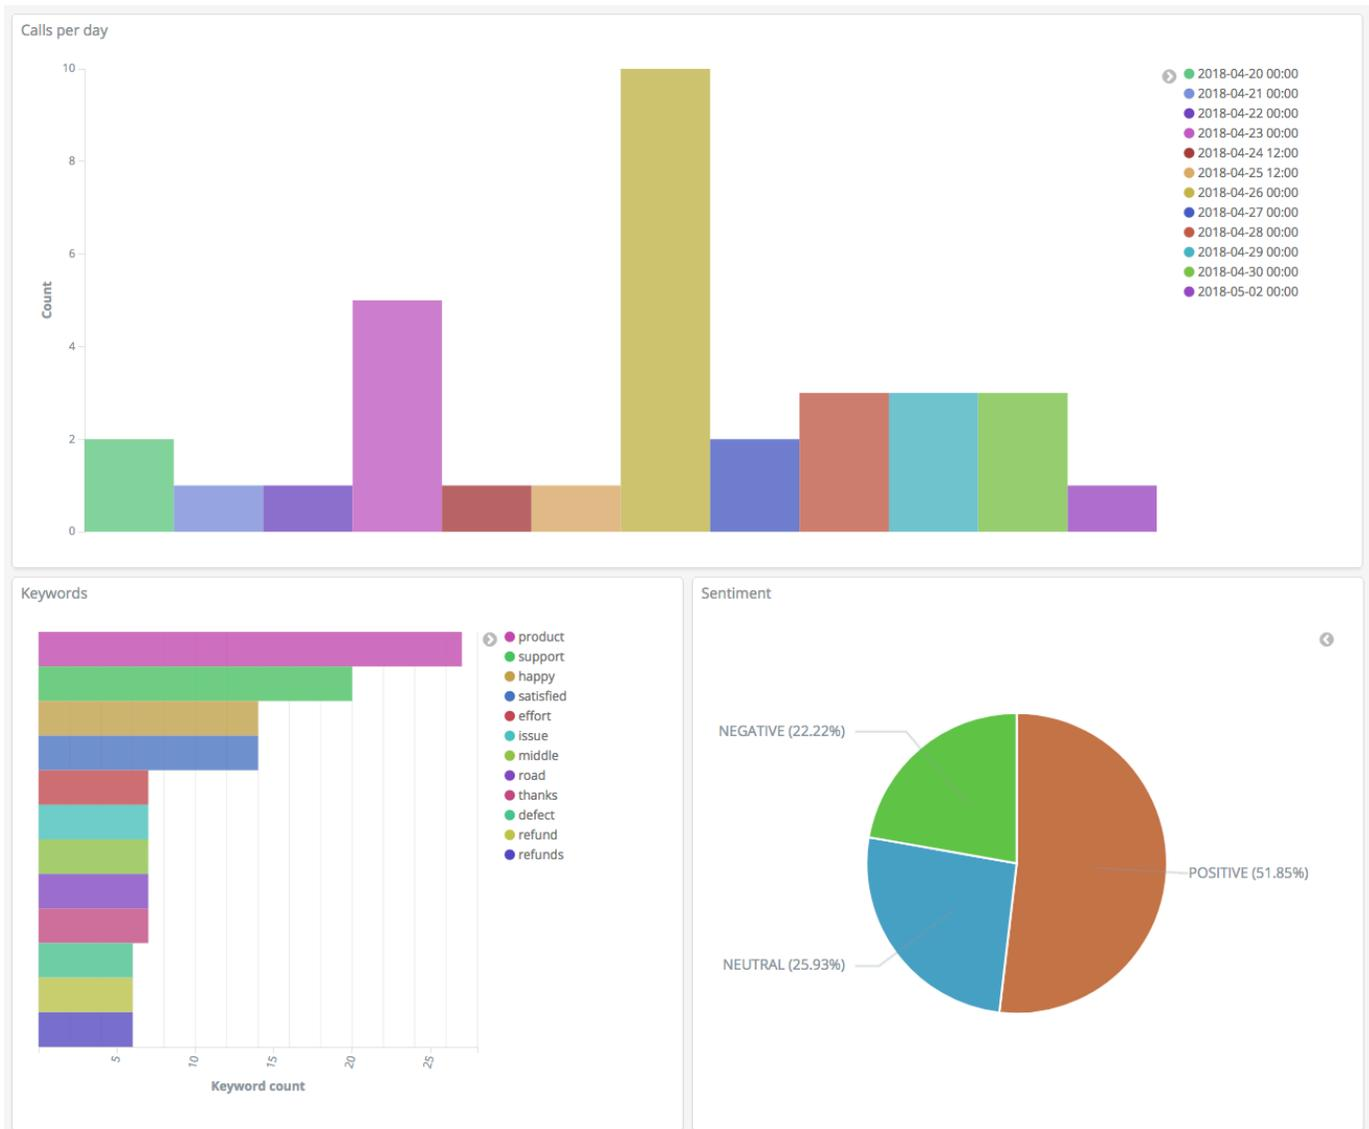 Calls per day
10
8
6
4
2
0
Count
2018-04-20 00:00
2018-04-21 00:00
2018-04-22 00:00
2018-04-23 00:00
2018-04-24 12:00
2018-04-25 12:00
2018-04-26 00:00
2018-04-27 00:00
2018-04-28 00:00
2018-04-29 00:00
2018-04-30 00:00
2018-05-02 00:00
Keywords
product
support
happy
satisfied
effort
issue
middle
road
thanks
defect
refund
refunds
5
10
15
20
25
Keyword count
Sentiment
NEGATIVE (22.22%)
POSITIVE (51.85%)
NEUTRAL (25.93%)